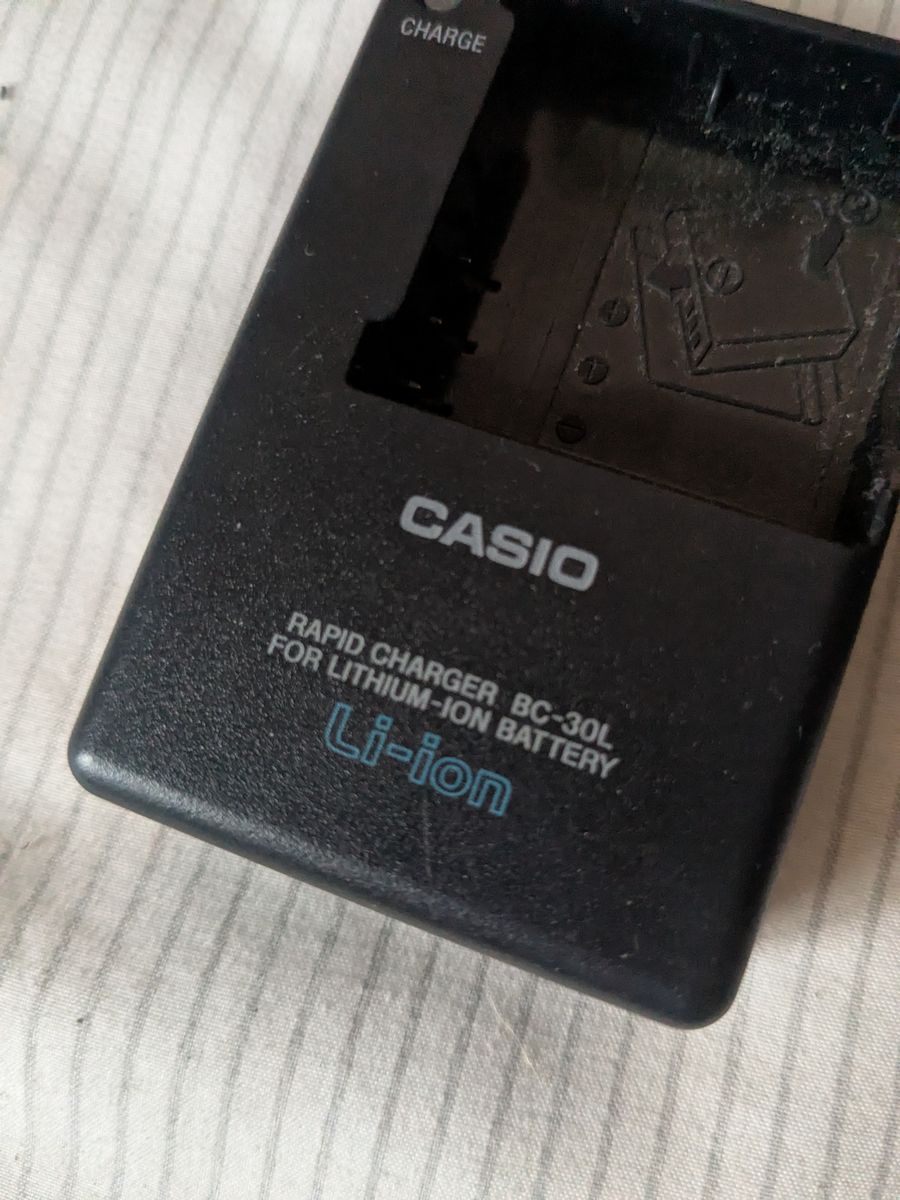 CHARGE
CASIO
RAPID CHARGER BC-30L
FOR LITHIUM-ION BATTERY
Li-ion